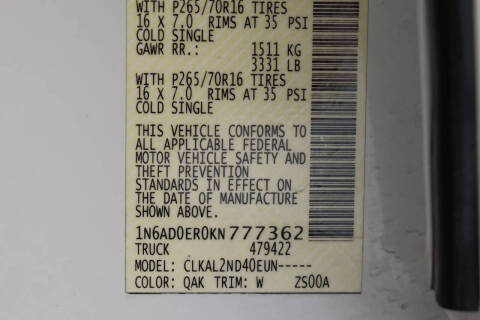 WITH P265/70R16 TIRES
16 X 7.0 RIMS AT 35 PSI
COLD SINGLE
GAWR RR.: 1511 KG
3331 LB
WITH P265/70R16 TIRES
16 X 7.0 RIMS AT 35 PSI
COLD SINGLE
THIS VEHICLE CONFORMS TO
ALL APPLICABLE FEDERAL
MOTOR VEHICLE SAFETY AND
THEFT PREVENTION
STANDARDS IN EFFECT ON
THE DATE OF MANUFACTURE
SHOWN ABOVE.
1N6AD0ER0KN777362
TRUCK 479422
MODEL: CLKAL2ND40EUN-----
COLOR: QAK TRIM: W ZS00A